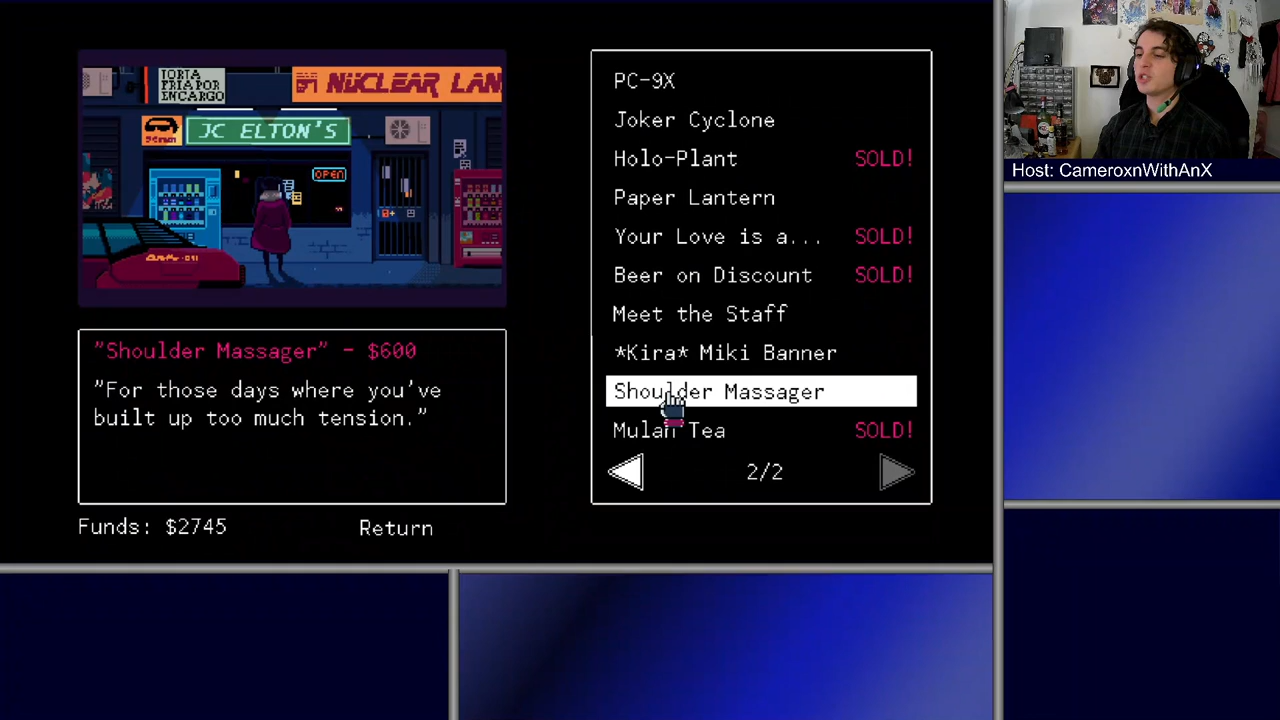 IOBIA
FRIA POR
ENCARGO
NUCLEAR LAN
JC ELTON'S
OPEN
"Shoulder Massager" - $600
"For those days where you've
built up too much tension."
Funds: $2745
Return
PC-9X
Joker Cyclone
Holo-Plant SOLD!
Paper Lantern
Your Love is a... SOLD!
Beer on Discount SOLD!
Meet the Staff
*Kira* Miki Banner
Shoulder Massager
Mulan Tea SOLD!
2/2
Host: CameroxnWithAnX